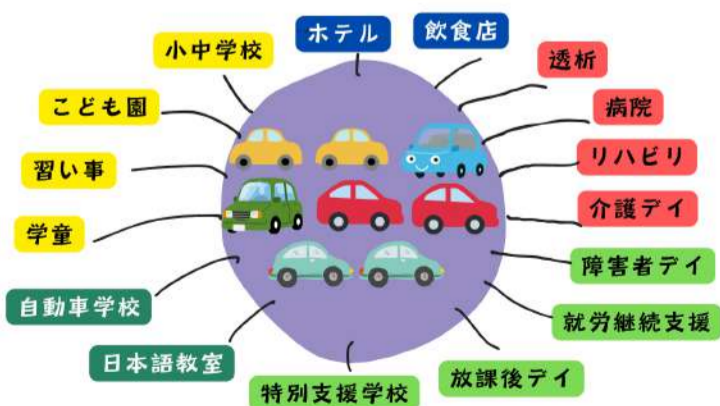 ホテル
飲食店
小中学校
透析
こども園
病院
習い事
リハビリ
学童
介護デイ
障害者デイ
自動車学校
就労継続支援
日本語教室
特別支援学校
放課後デイ